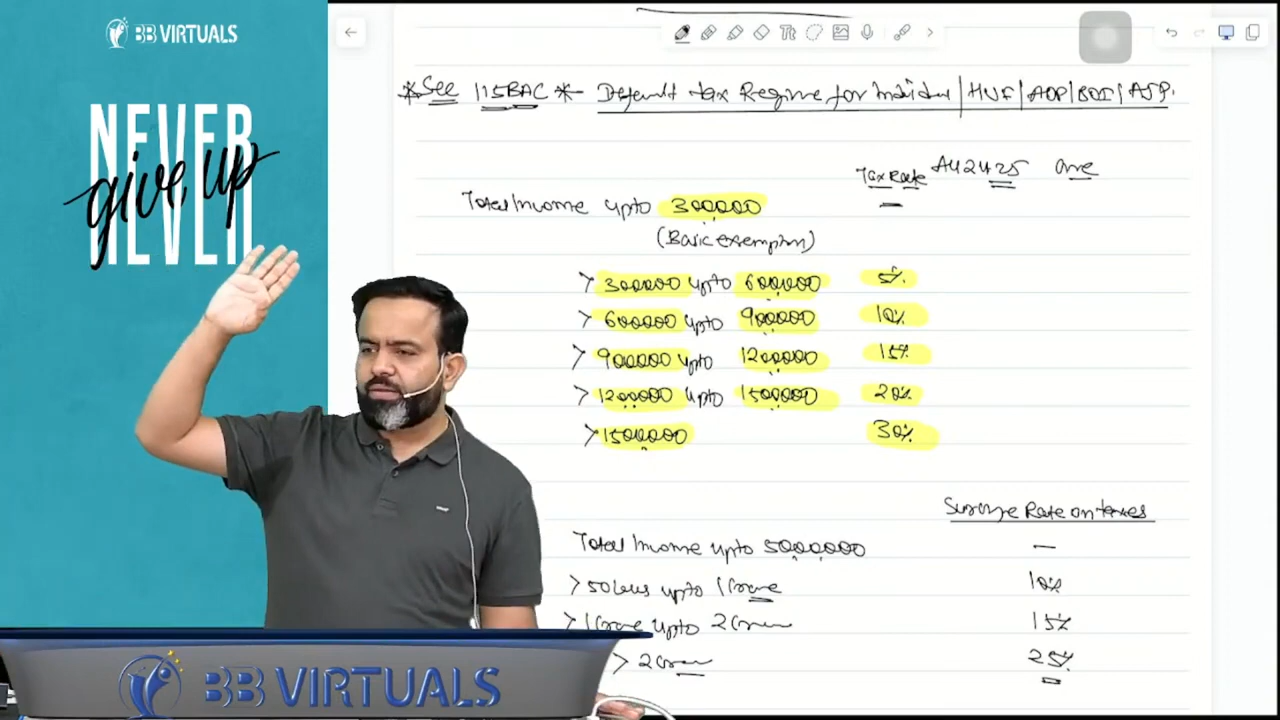 BB VIRTUALS
NEVER
give up
NEVER
*See 115BAC* Default tax Regime for Individual | HUF | AOP | BOI | AJP.
Tax Rate AY 24 25 are
Total Income upto 300000 —
(Basic exemption)
> 300000 upto 600000 5%
> 600000 upto 900000 10%
> 900000 upto 1200000 15%
> 1200000 upto 1500000 20%
> 1500000 30%
Surcharge Rate on taxes
Total Income upto 5000000 —
> 50 lacs upto 1 Crore 10%
> 1 Crore upto 2 Crore 15%
> 2 Crore 25%
BB VIRTUALS